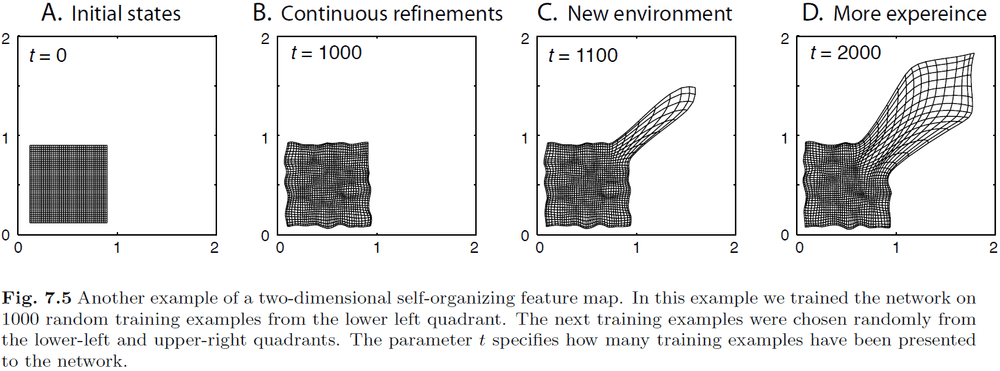 A. Initial states
B. Continuous refinements
C. New environment
D. More expereince
2
t = 0
1
0
0
1
2
2
t = 1000
1
0
0
1
2
2
t = 1100
1
0
0
1
2
2
t = 2000
1
0
0
1
2
Fig. 7.5 Another example of a two-dimensional self-organizing feature map. In this example we trained the network on
1000 random training examples from the lower left quadrant. The next training examples were chosen randomly from
the lower-left and upper-right quadrants. The parameter t specifies how many training examples have been presented
to the network.